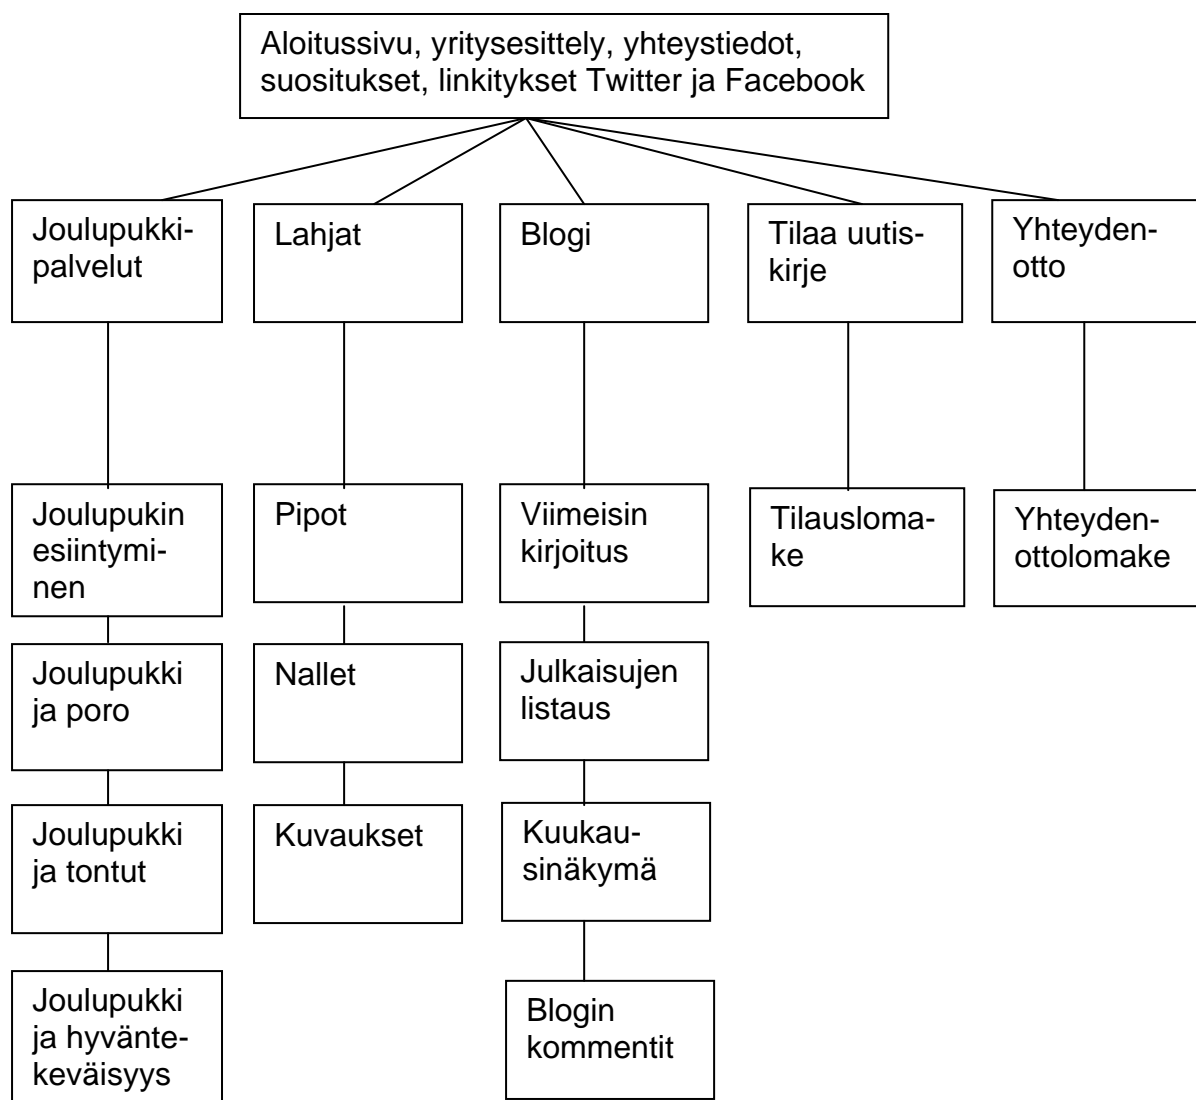 Aloitussivu, yritysesittely, yhteystiedot,
suositukset, linkitykset Twitter ja Facebook
Joulupukki-
palvelut
Lahjat
Blogi
Tilaa uutis-
kirje
Yhteyden-
otto
Joulupukin
esiintymi-
nen
Pipot
Viimeisin
kirjoitus
Tilausloma-
ke
Yhteyden-
ottolomake
Joulupukki
ja poro
Nallet
Julkaisujen
listaus
Joulupukki
ja tontut
Kuvaukset
Kuukau-
sinäkymä
Joulupukki
ja hyvänte-
keväisyys
Blogin
kommentit